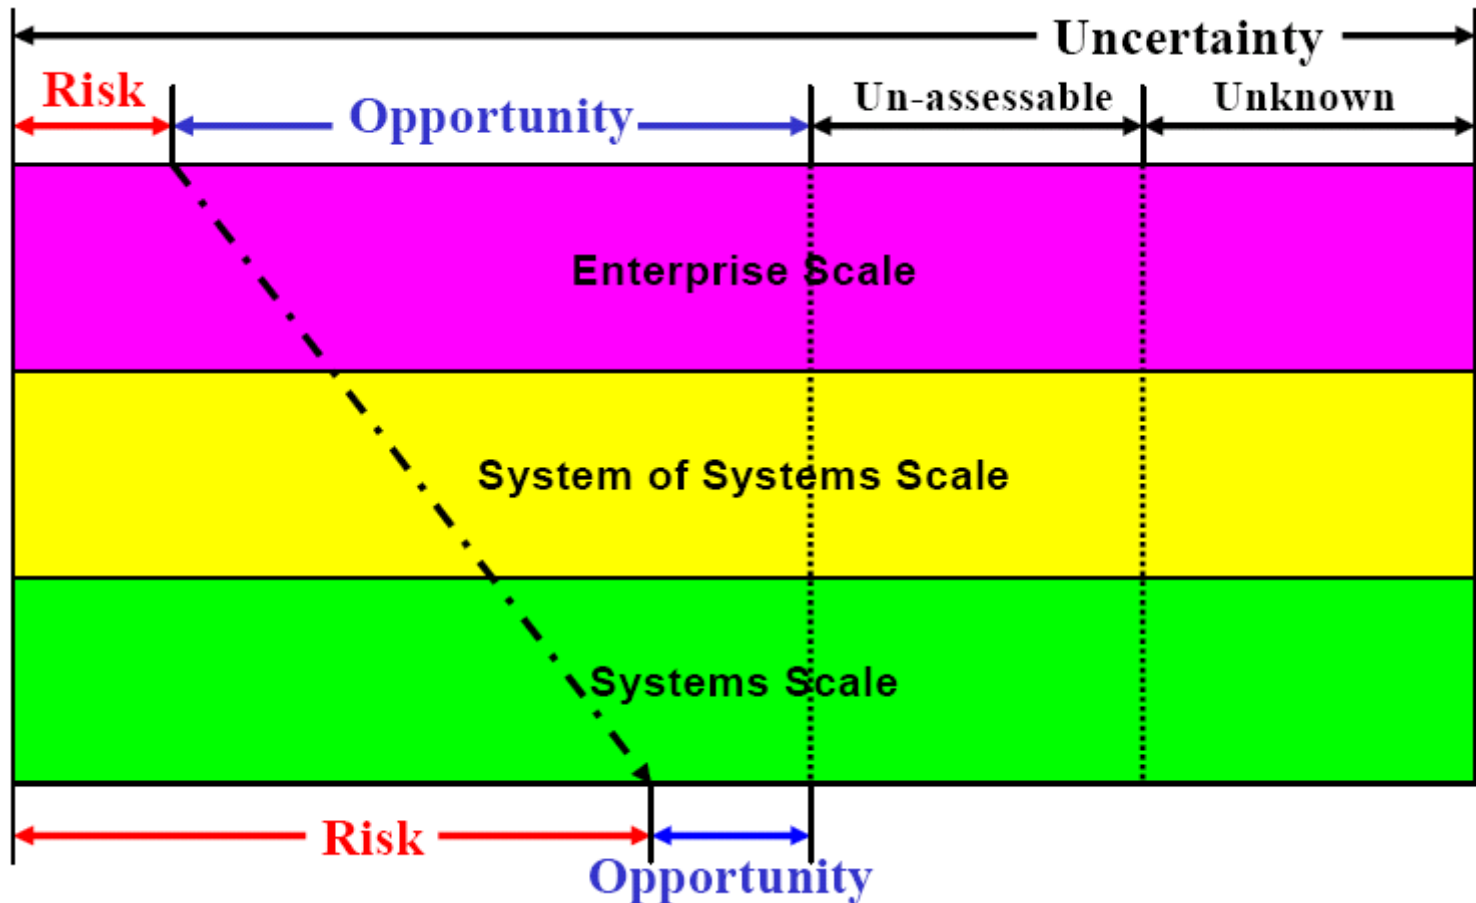 Uncertainty
Risk
Opportunity
Un-assessable
Unknown
Enterprise Scale
System of Systems Scale
Systems Scale
Risk
Opportunity